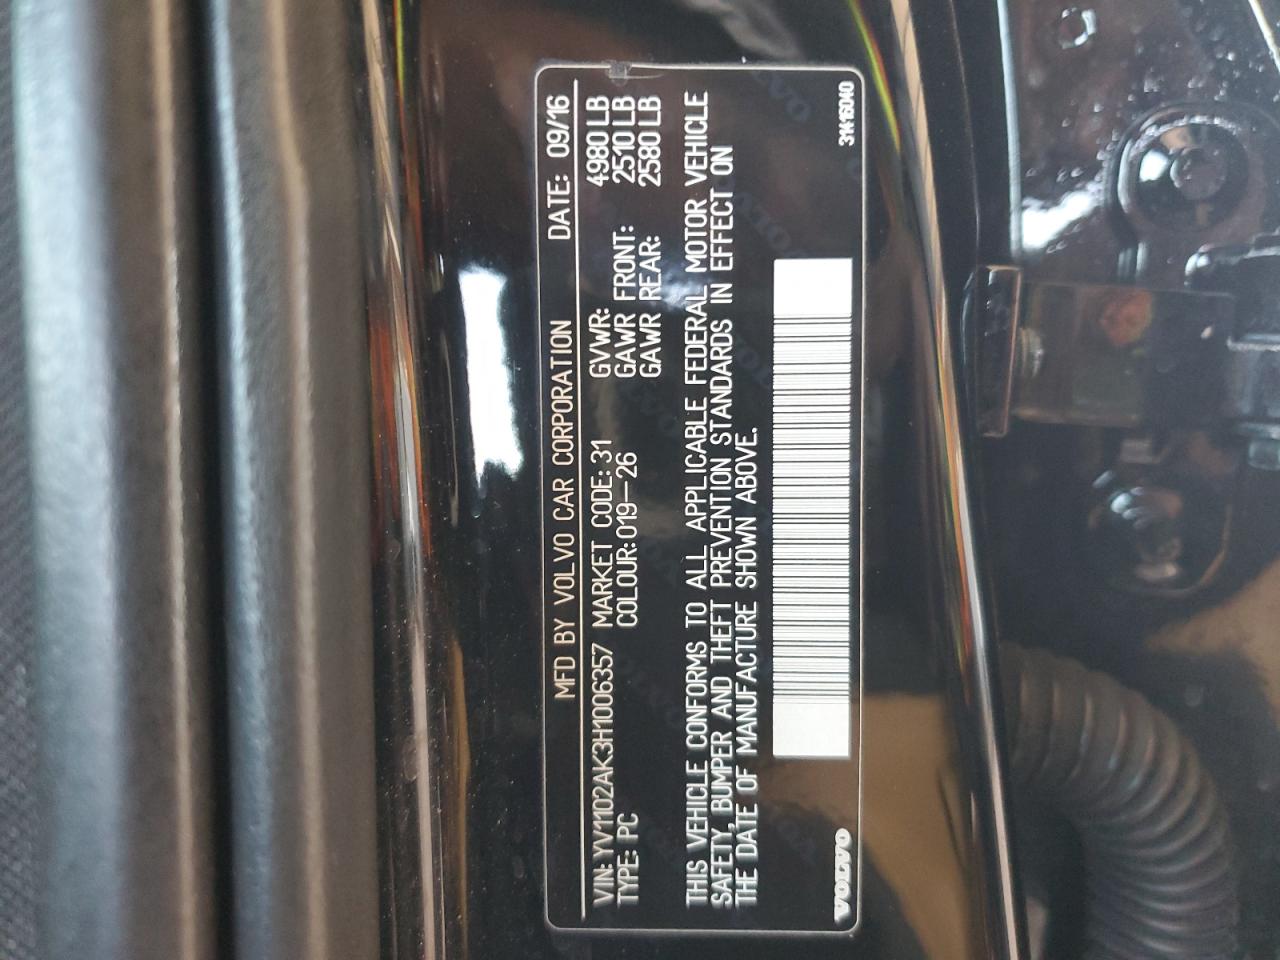 MFD BY VOLVO CAR CORPORATION DATE: 09/16
VIN: YV1102AK3H1006357 MARKET CODE: 31 GVWR: 4980 LB
TYPE: PC COLOUR: 019-26 GAWR FRONT: 2510 LB
GAWR REAR: 2580 LB
THIS VEHICLE CONFORMS TO ALL APPLICABLE FEDERAL MOTOR VEHICLE
SAFETY, BUMPER AND THEFT PREVENTION STANDARDS IN EFFECT ON
THE DATE OF MANUFACTURE SHOWN ABOVE.
VOLVO 31416040